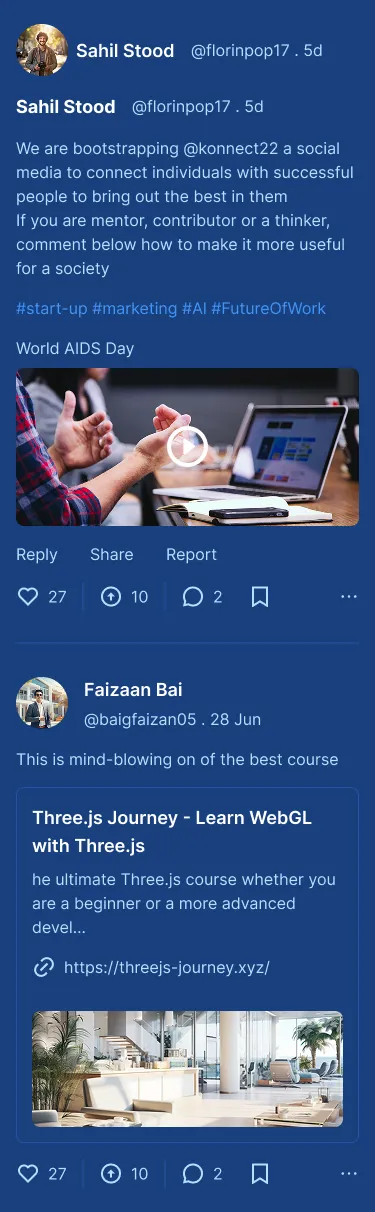 Sahil Stood @florinpop17 . 5d
Sahil Stood @florinpop17 . 5d
We are bootstrapping @konnect22 a social
media to connect individuals with successful
people to bring out the best in them
If you are mentor, contributor or a thinker,
comment below how to make it more useful
for a society
#start-up #marketing #AI #FutureOfWork
World AIDS Day
Reply Share Report
27 10 2 ...
Faizaan Bai
@baigfaizan05 . 28 Jun
This is mind-blowing on of the best course
Three.js Journey - Learn WebGL
with Three.js
he ultimate Three.js course whether you
are a beginner or a more advanced
devel...
https://threejs-journey.xyz/
27 10 2 ...